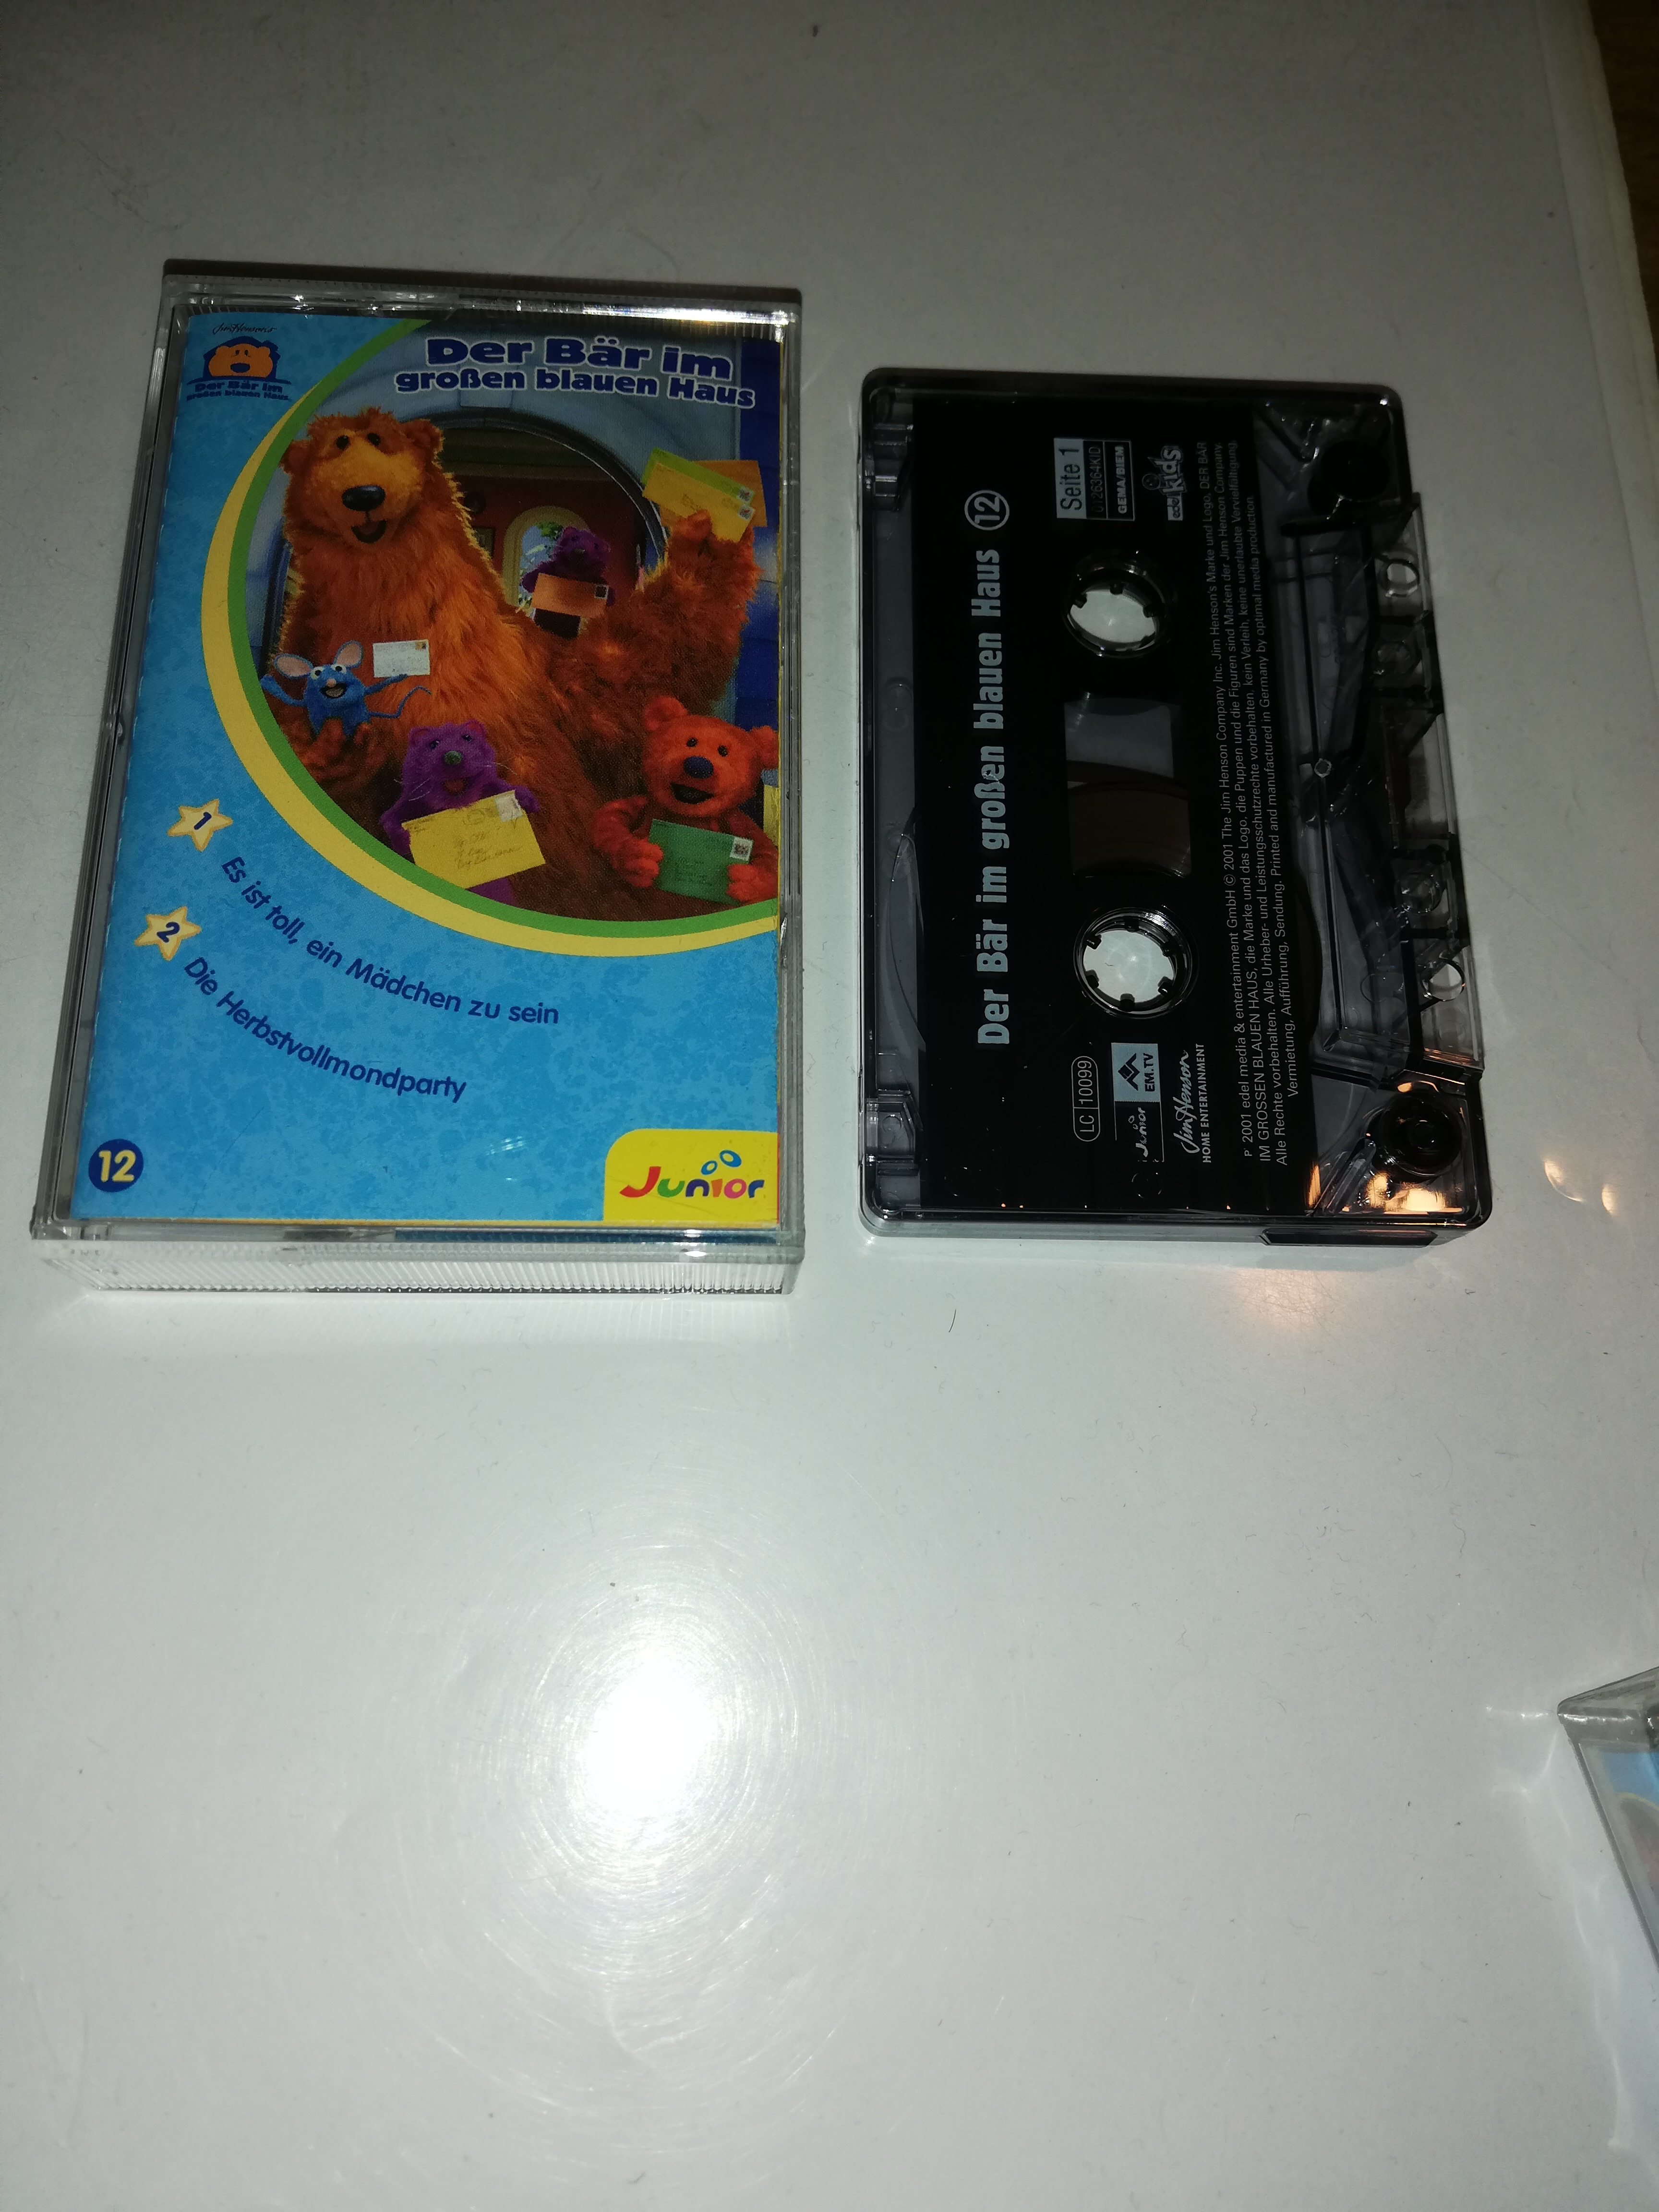 Jim Henson's
Der Bär im
großen blauen Haus.
Der Bär im
großen blauen Haus
1
Es ist toll, ein Mädchen zu sein
2
Die Herbstvollmondparty
12
Junior
Der Bär im großen blauen Haus 12
Seite 1
GEMA/BIEM
edel kids
LC 10099
Junior
EM.TV
Jim Henson
HOME ENTERTAINMENT
P 2001 edel media & entertainment GmbH © 2001 The Jim Henson Company Inc. Jim Henson's Marke und Logo, DER BÄR
IM GROSSEN BLAUEN HAUS, die Marke und das Logo, die Puppen und die Figuren sind Marken der Jim Henson Company.
Alle Rechte vorbehalten. Alle Urheber- und Leistungsschutzrechte vorbehalten, kein Verleih, keine unerlaubte Vervielfältigung,
Vermietung, Aufführung, Sendung. Printed and manufactured in Germany by optimal media production.